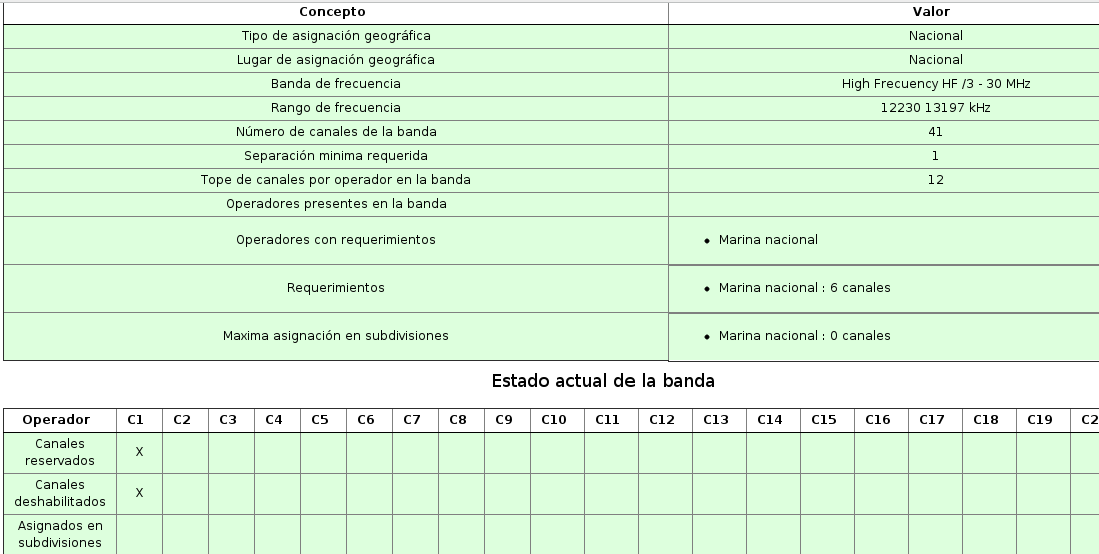 Concepto Valor
Tipo de asignación geográfica Nacional
Lugar de asignación geográfica Nacional
Banda de frecuencia High Frecuency HF /3 - 30 MHz
Rango de frecuencia 12230 13197 kHz
Número de canales de la banda 41
Separación minima requerida 1
Tope de canales por operador en la banda 12
Operadores presentes en la banda
Operadores con requerimientos • Marina nacional
Requerimientos • Marina nacional : 6 canales
Maxima asignación en subdivisiones • Marina nacional : 0 canales
Estado actual de la banda
Operador C1 C2 C3 C4 C5 C6 C7 C8 C9 C10 C11 C12 C13 C14 C15 C16 C17 C18 C19 C2
Canales
reservados X
Canales
deshabilitados X
Asignados en
subdivisiones